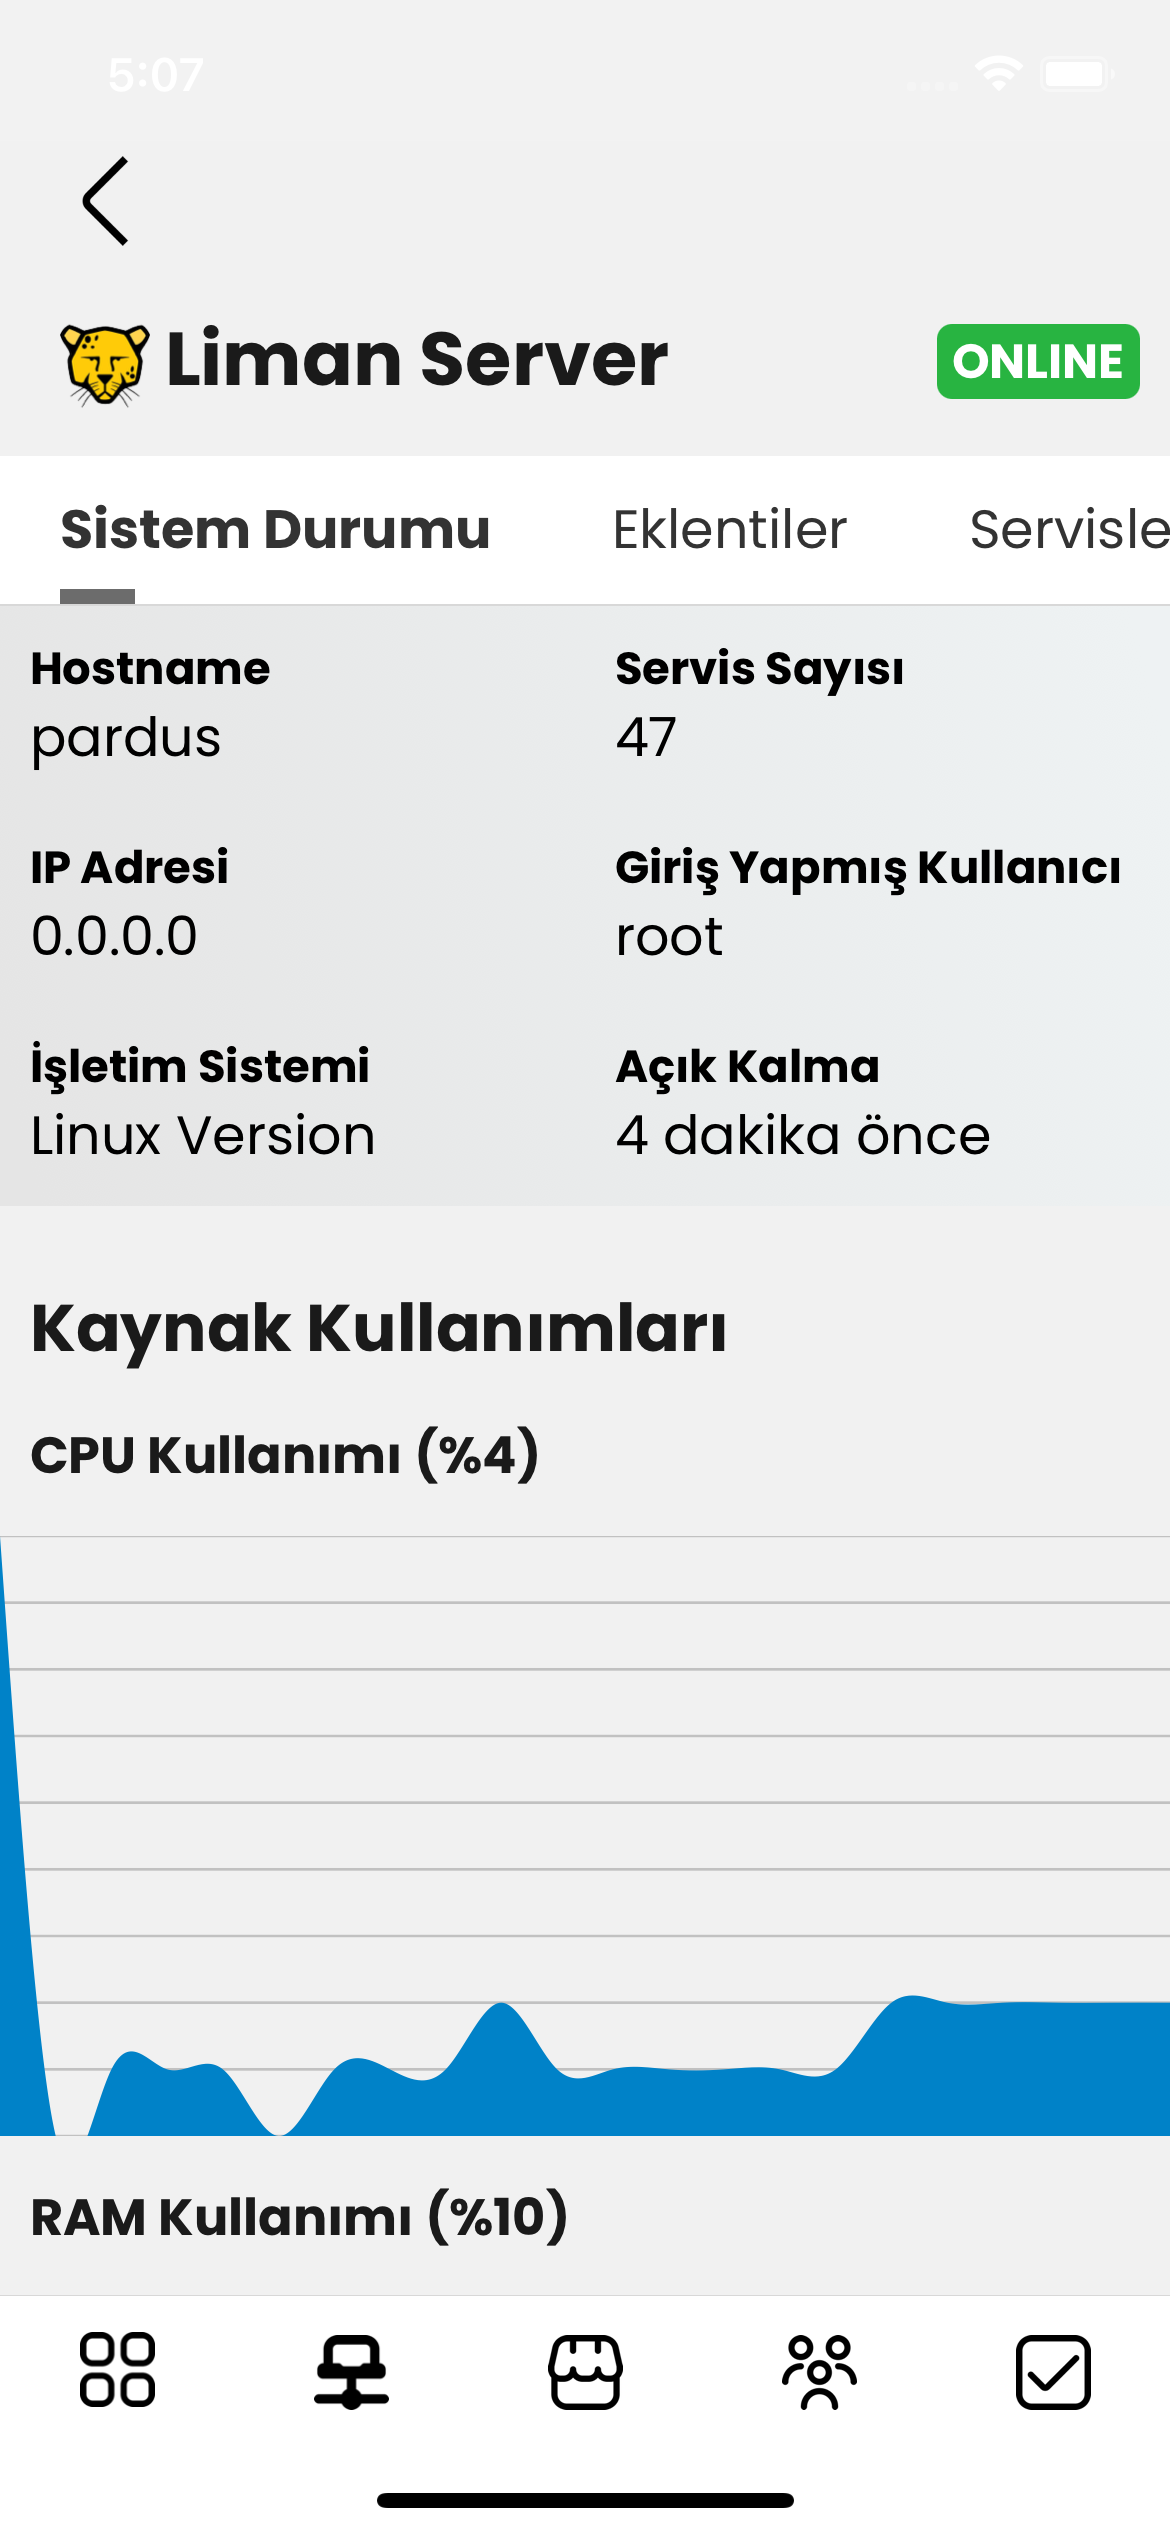 5:07
Liman Server
ONLINE
Sistem Durumu Eklentiler Servisle
Hostname Servis Sayısı
pardus 47
IP Adresi Giriş Yapmış Kullanıcı
0.0.0.0 root
İşletim Sistemi Açık Kalma
Linux Version 4 dakika önce
Kaynak Kullanımları
CPU Kullanımı (%4)
RAM Kullanımı (%10)